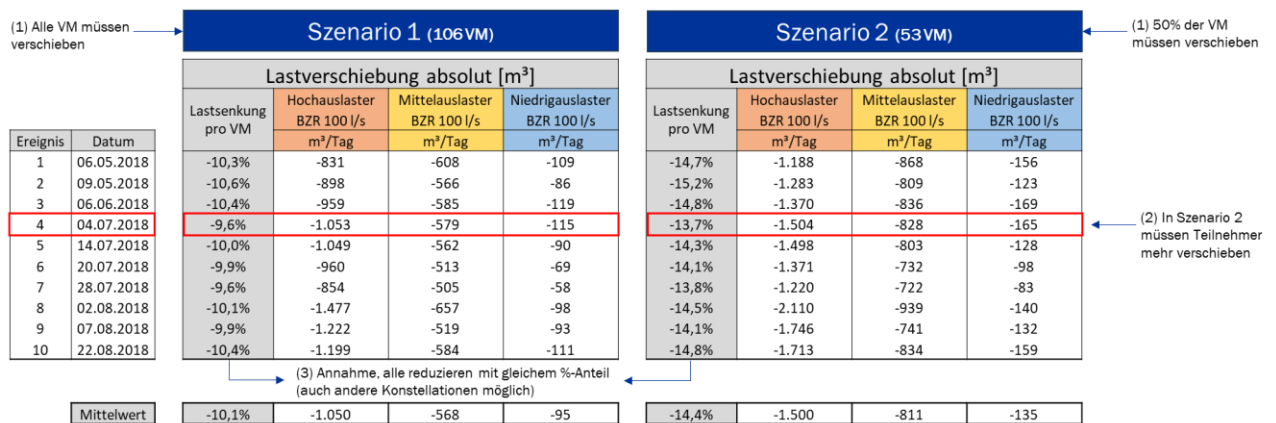 (1) Alle VM müssen
verschieben
Szenario 1 (106VM)
Szenario 2 (53VM)
(1) 50% der VM
müssen verschieben
Lastverschiebung absolut [m³]
Lastverschiebung absolut [m³]
Lastsenkung
pro VM
Hochauslaster
BZR 100 l/s
m³/Tag
Mittelauslaster
BZR 100 l/s
m³/Tag
Niedrigauslaster
BZR 100 l/s
m³/Tag
Lastsenkung
pro VM
Hochauslaster
BZR 100 l/s
m³/Tag
Mittelauslaster
BZR 100 l/s
m³/Tag
Niedrigauslaster
BZR 100 l/s
m³/Tag
Ereignis Datum
1 06.05.2018 -10,3% -831 -608 -109 -14,7% -1.188 -868 -156
2 09.05.2018 -10,6% -898 -566 -86 -15,2% -1.283 -809 -123
3 06.06.2018 -10,4% -959 -585 -119 -14,8% -1.370 -836 -169
4 04.07.2018 -9,6% -1.053 -579 -115 -13,7% -1.504 -828 -165
5 14.07.2018 -10,0% -1.049 -562 -90 -14,3% -1.498 -803 -128
6 20.07.2018 -9,9% -960 -513 -69 -14,1% -1.371 -732 -98
7 28.07.2018 -9,6% -854 -505 -58 -13,8% -1.220 -722 -83
8 02.08.2018 -10,1% -1.477 -657 -98 -14,5% -2.110 -939 -140
9 07.08.2018 -9,9% -1.222 -519 -93 -14,1% -1.746 -741 -132
10 22.08.2018 -10,4% -1.199 -584 -111 -14,8% -1.713 -834 -159
(2) In Szenario 2
müssen Teilnehmer
mehr verschieben
(3) Annahme, alle reduzieren mit gleichem %-Anteil
(auch andere Konstellationen möglich)
Mittelwert -10,1% -1.050 -568 -95 -14,4% -1.500 -811 -135